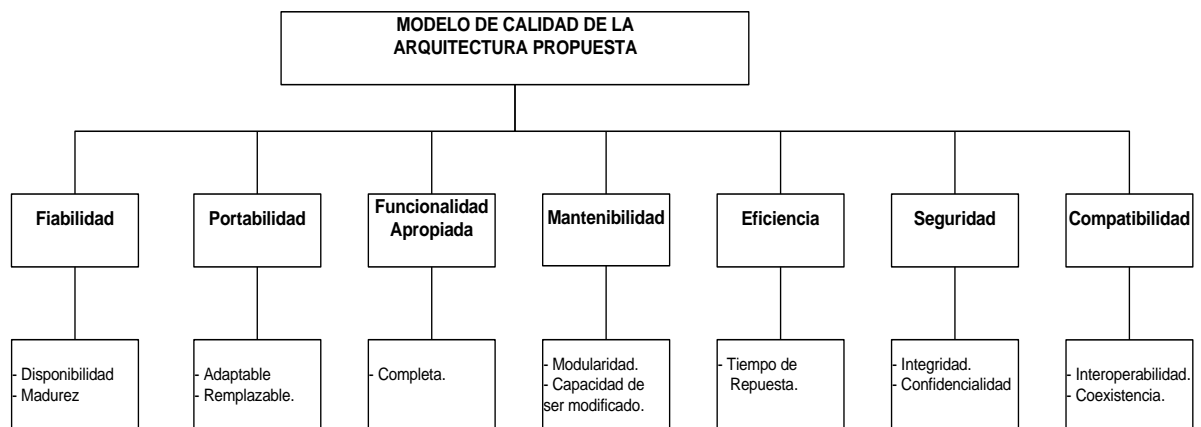 MODELO DE CALIDAD DE LA
ARQUITECTURA PROPUESTA
Fiabilidad
Portabilidad
Funcionalidad
Apropiada
Mantenibilidad
Eficiencia
Seguridad
Compatibilidad
- Disponibilidad
- Madurez
- Adaptable
- Remplazable.
- Completa.
- Modularidad.
- Capacidad de
ser modificado.
- Tiempo de
Repuesta.
- Integridad.
- Confidencialidad
- Interoperabilidad.
- Coexistencia.